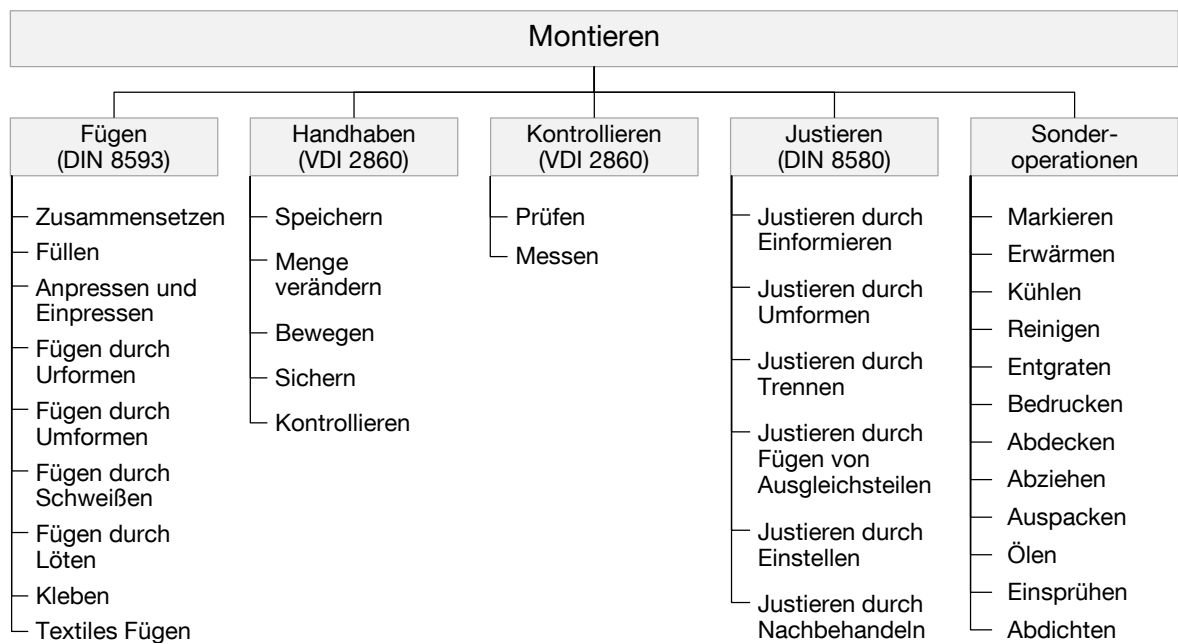 Montieren
Fügen
(DIN 8593)
Zusammensetzen
Füllen
Anpressen und
Einpressen
Fügen durch
Urformen
Fügen durch
Umformen
Fügen durch
Schweißen
Fügen durch
Löten
Kleben
Textiles Fügen
Handhaben
(VDI 2860)
Speichern
Menge
verändern
Bewegen
Sichern
Kontrollieren
Kontrollieren
(VDI 2860)
Prüfen
Messen
Justieren
(DIN 8580)
Justieren durch
Einformieren
Justieren durch
Umformen
Justieren durch
Trennen
Justieren durch
Fügen von
Ausgleichsteilen
Justieren durch
Einstellen
Justieren durch
Nachbehandeln
Sonder-
operationen
Markieren
Erwärmen
Kühlen
Reinigen
Entgraten
Bedrucken
Abdecken
Abziehen
Auspacken
Ölen
Einsprühen
Abdichten